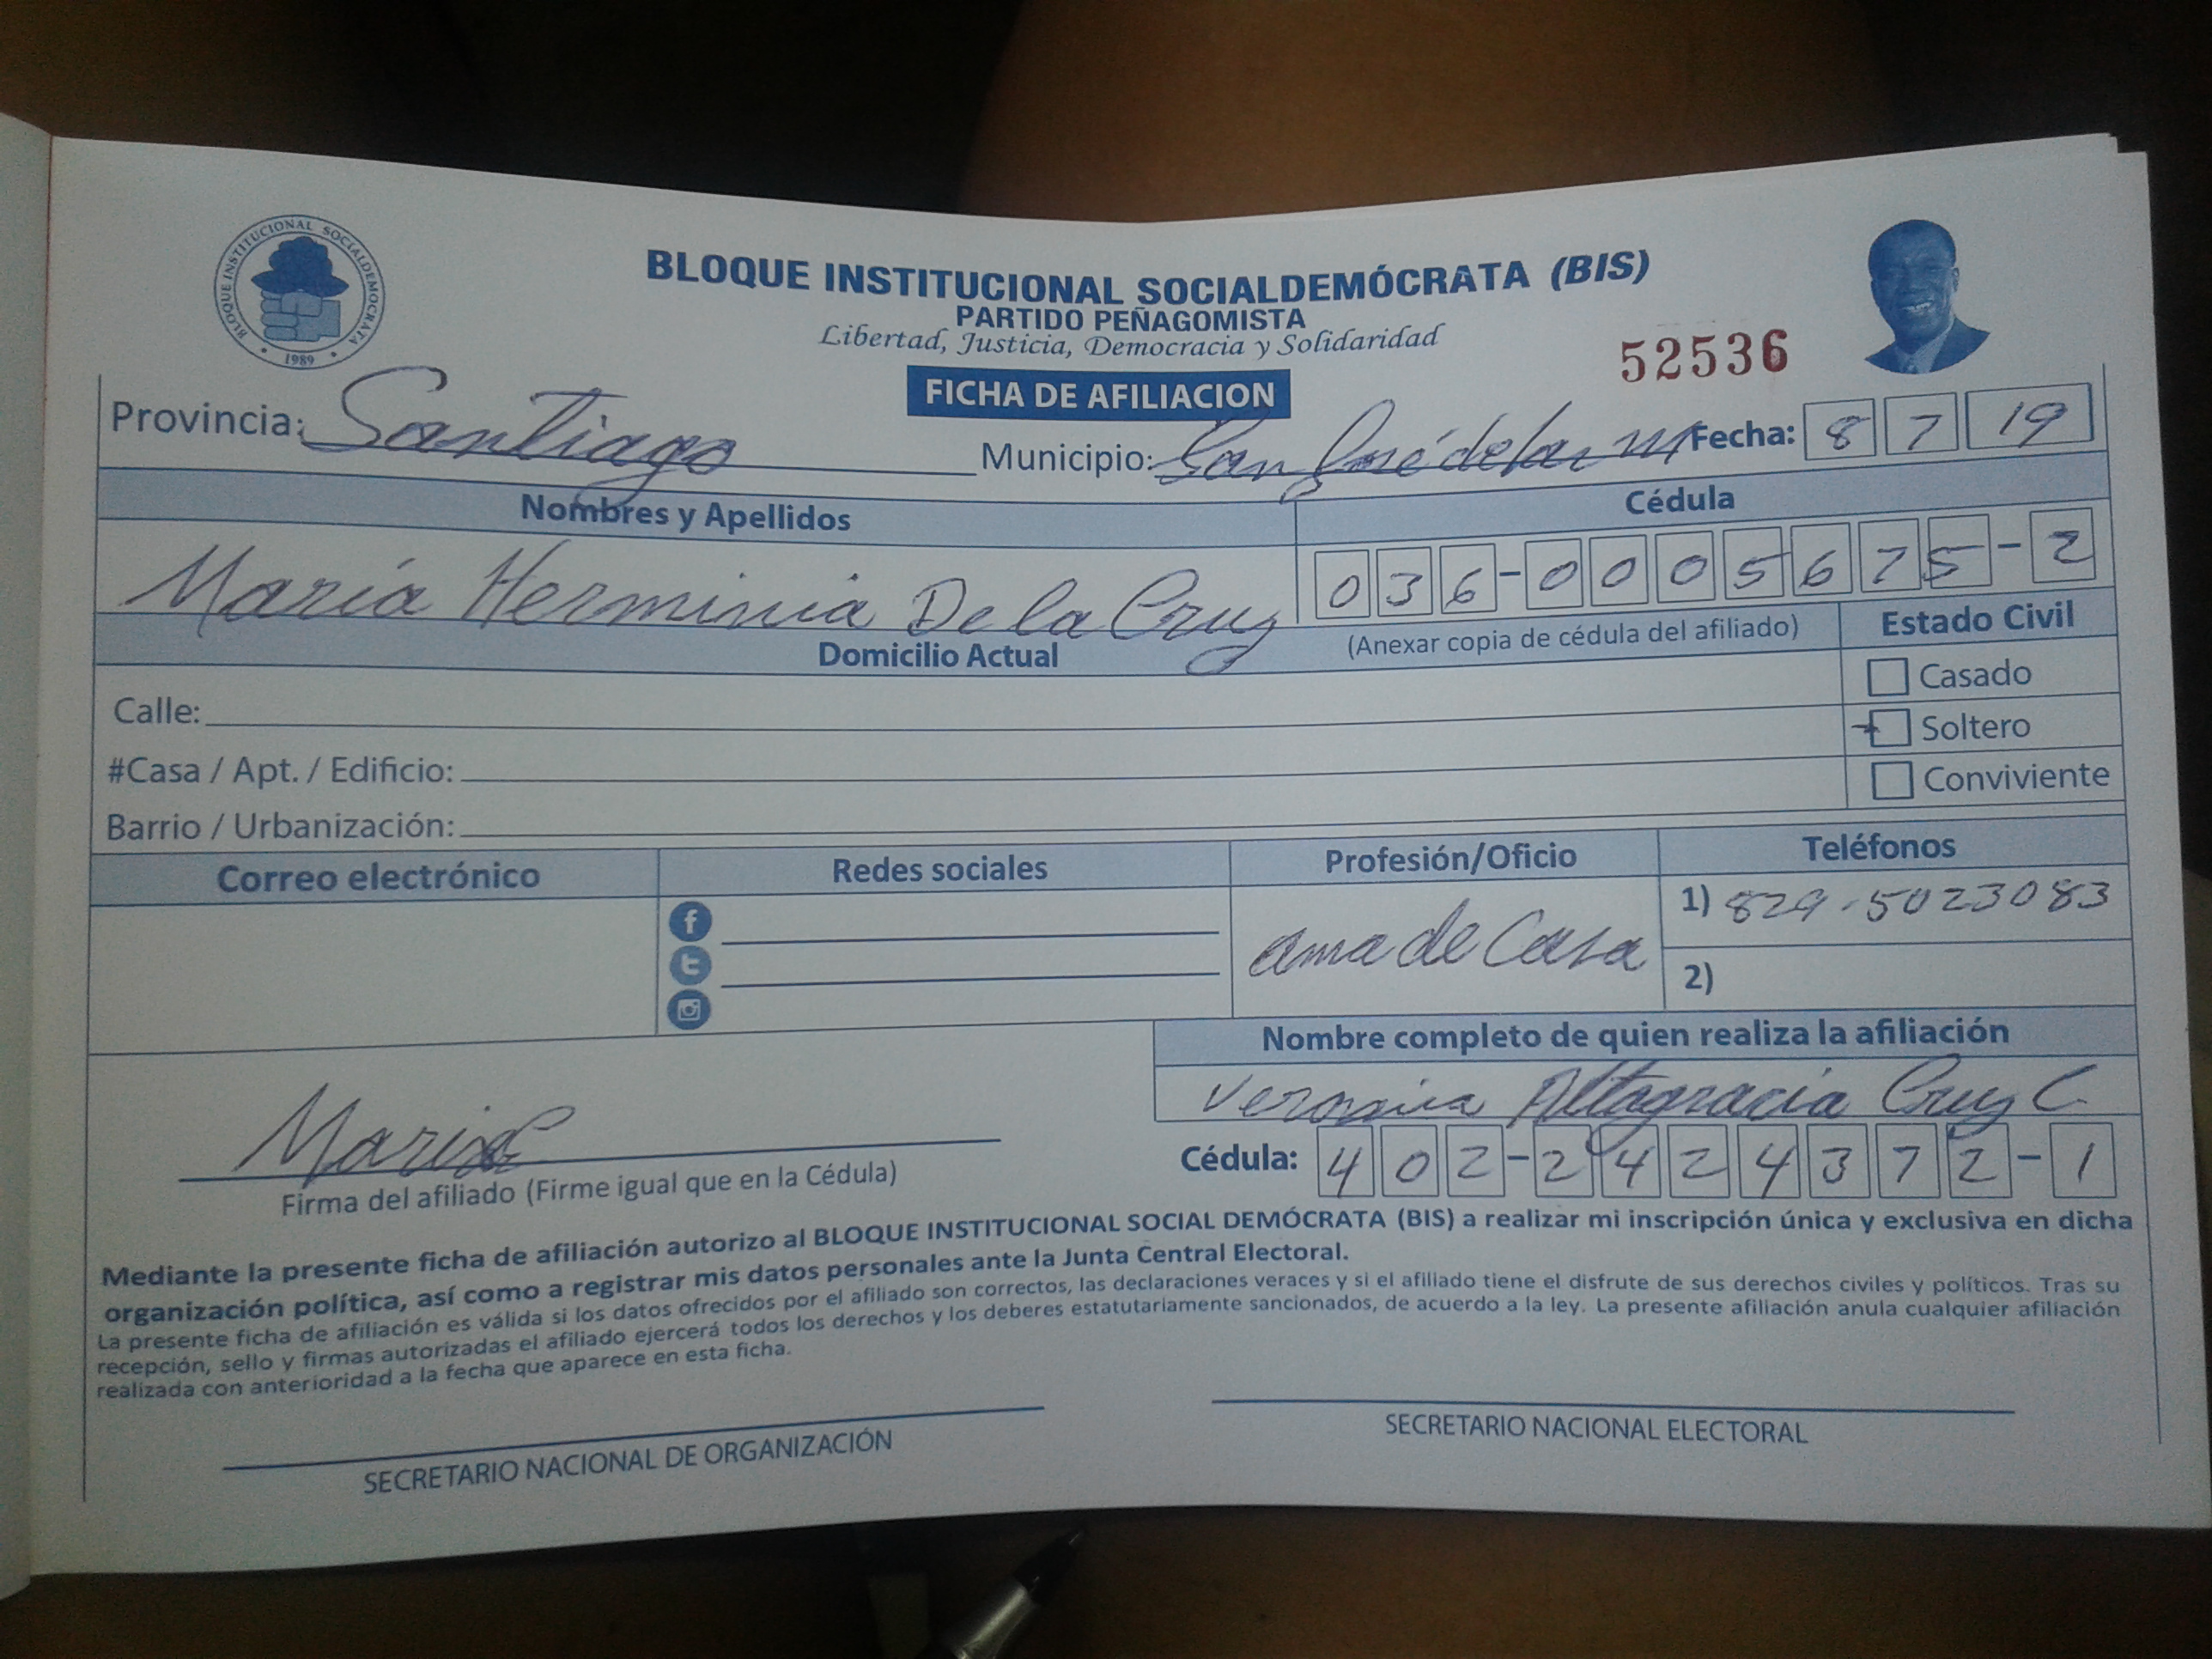 BLOQUE INSTITUCIONAL SOCIALDEMOCRATA
1989
BLOQUE INSTITUCIONAL SOCIALDEMÓCRATA (BIS)
PARTIDO PEÑAGOMISTA
Libertad, Justicia, Democracia y Solidaridad
52536
FICHA DE AFILIACION
Provincia: Santiago Municipio: San José de las M Fecha: 8 7 19
Nombres y Apellidos Cédula
María Herminia De la Cruz 036-0005675-2
(Anexar copia de cédula del afiliado) Estado Civil
Domicilio Actual
Casado
Calle:
Soltero
#Casa / Apt. / Edificio:
Conviviente
Barrio / Urbanización:
Correo electrónico Redes sociales Profesión/Oficio Teléfonos
1) 829-5023083
ama de Casa
2)
Nombre completo de quien realiza la afiliación
Veronica Altagracia Cruz C.
Maria C
Cédula: 402-2424372-1
Firma del afiliado (Firme igual que en la Cédula)
Mediante la presente ficha de afiliación autorizo al BLOQUE INSTITUCIONAL SOCIAL DEMÓCRATA (BIS) a realizar mi inscripción única y exclusiva en dicha
organización política, así como a registrar mis datos personales ante la Junta Central Electoral.
La presente ficha de afiliación es válida si los datos ofrecidos por el afiliado son correctos, las declaraciones veraces y si el afiliado tiene el disfrute de sus derechos civiles y políticos. Tras su
recepción, sello y firmas autorizadas el afiliado ejercerá todos los derechos y los deberes estatutariamente sancionados, de acuerdo a la ley. La presente afiliación anula cualquier afiliación
realizada con anterioridad a la fecha que aparece en esta ficha.
SECRETARIO NACIONAL DE ORGANIZACIÓN
SECRETARIO NACIONAL ELECTORAL